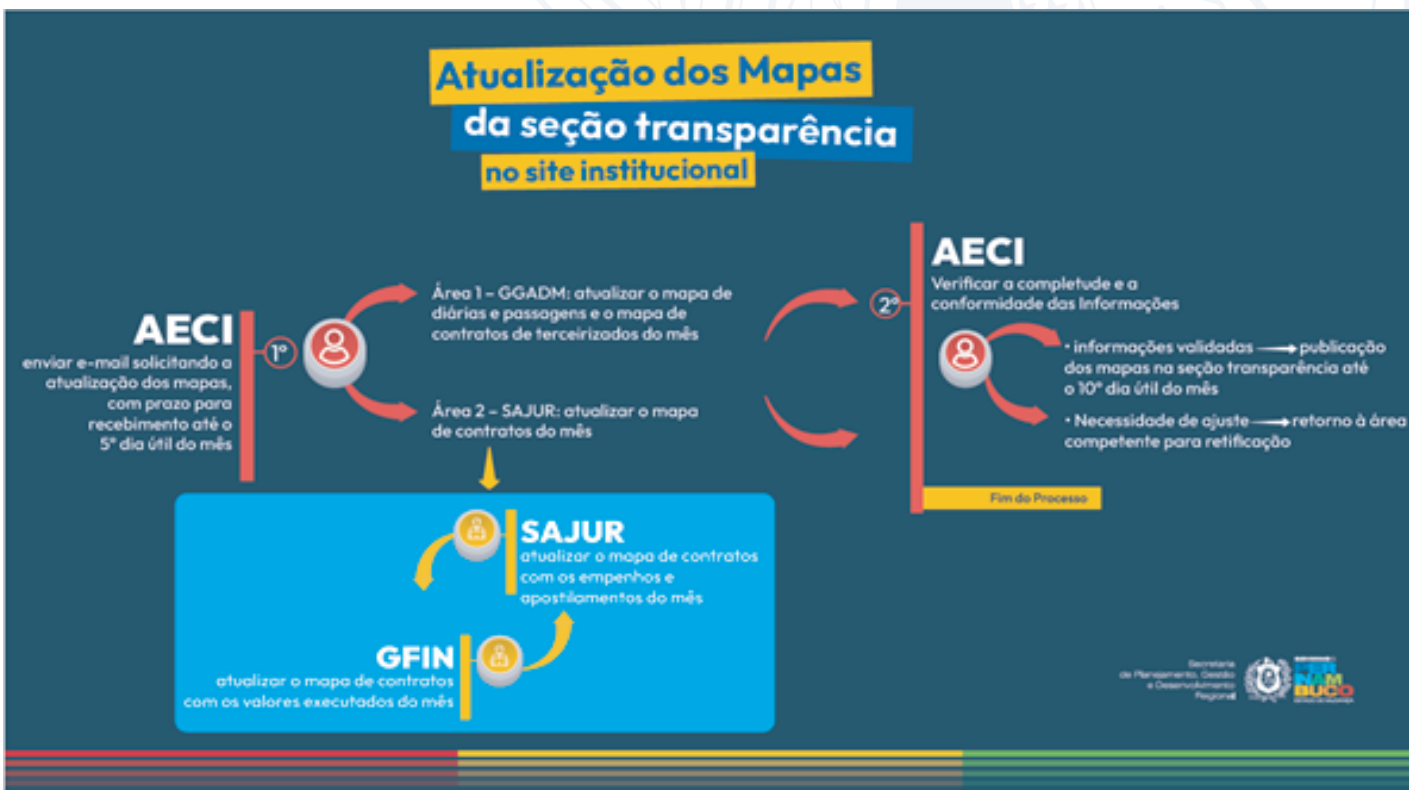 Atualização dos Mapas
da seção transparência
no site institucional
AECI
enviar e-mail solicitando a
atualização dos mapas,
com prazo para
recebimento até o
5º dia útil do mês
1º
Área 1 – GGADM: atualizar o mapa de
diárias e passagens e o mapa de
contratos de terceirizados do mês
Área 2 – SAJUR: atualizar o mapa
de contratos do mês
SAJUR
atualizar o mapa de contratos
com os empenhos e
apostilamentos do mês
GFIN
atualizar o mapa de contratos
com os valores executados do mês
2º
AECI
Verificar a completude e a
conformidade das Informações
• informações validadas → publicação
dos mapas na seção transparência até
o 10º dia útil do mês
• Necessidade de ajuste → retorno à área
competente para retificação
Fim do Processo
Secretaria
de Planejamento, Gestão
e Desenvolvimento
Regional
PER
NAM
BUCO